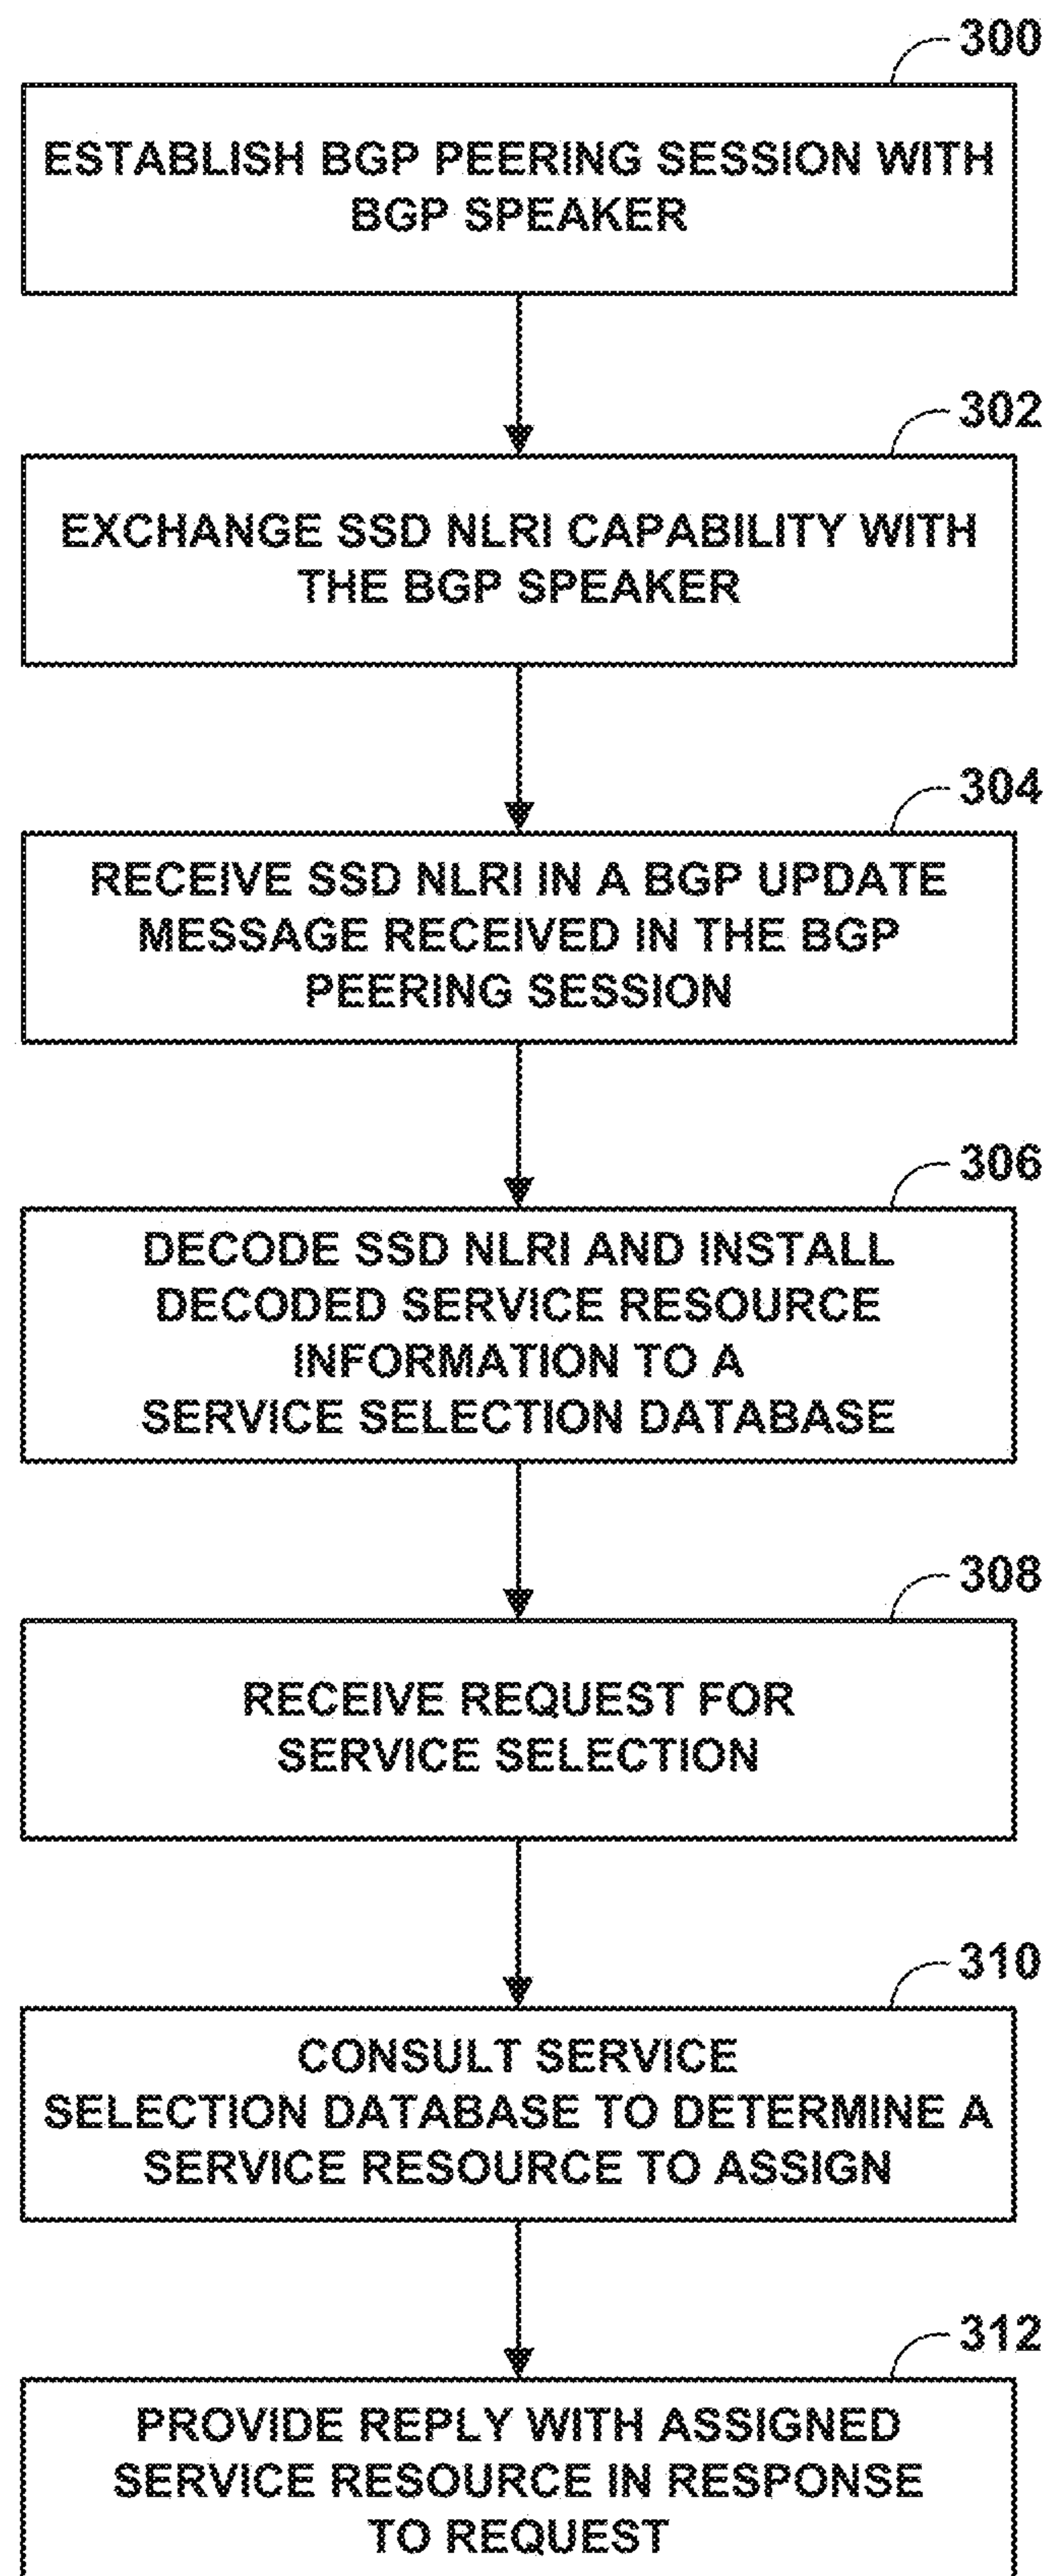 300
ESTABLISH BGP PEERING SESSION WITH
BGP SPEAKER
302
EXCHANGE SSD NLRI CAPABILITY WITH
THE BGP SPEAKER
304
RECEIVE SSD NLRI IN A BGP UPDATE
MESSAGE RECEIVED IN THE BGP
PEERING SESSION
306
DECODE SSD NLRI AND INSTALL
DECODED SERVICE RESOURCE
INFORMATION TO A
SERVICE SELECTION DATABASE
308
RECEIVE REQUEST FOR
SERVICE SELECTION
310
CONSULT SERVICE
SELECTION DATABASE TO DETERMINE A
SERVICE RESOURCE TO ASSIGN
312
PROVIDE REPLY WITH ASSIGNED
SERVICE RESOURCE IN RESPONSE
TO REQUEST